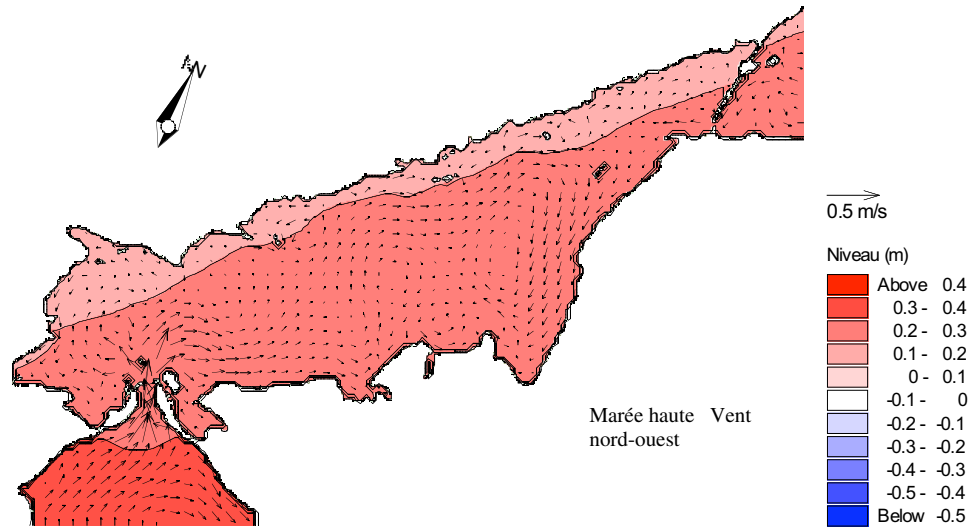 N
0.5 m/s
Niveau (m)
Above 0.4
0.3 - 0.4
0.2 - 0.3
0.1 - 0.2
0 - 0.1
-0.1 - 0
-0.2 - -0.1
-0.3 - -0.2
-0.4 - -0.3
-0.5 - -0.4
Below -0.5
Marée haute Vent
nord-ouest